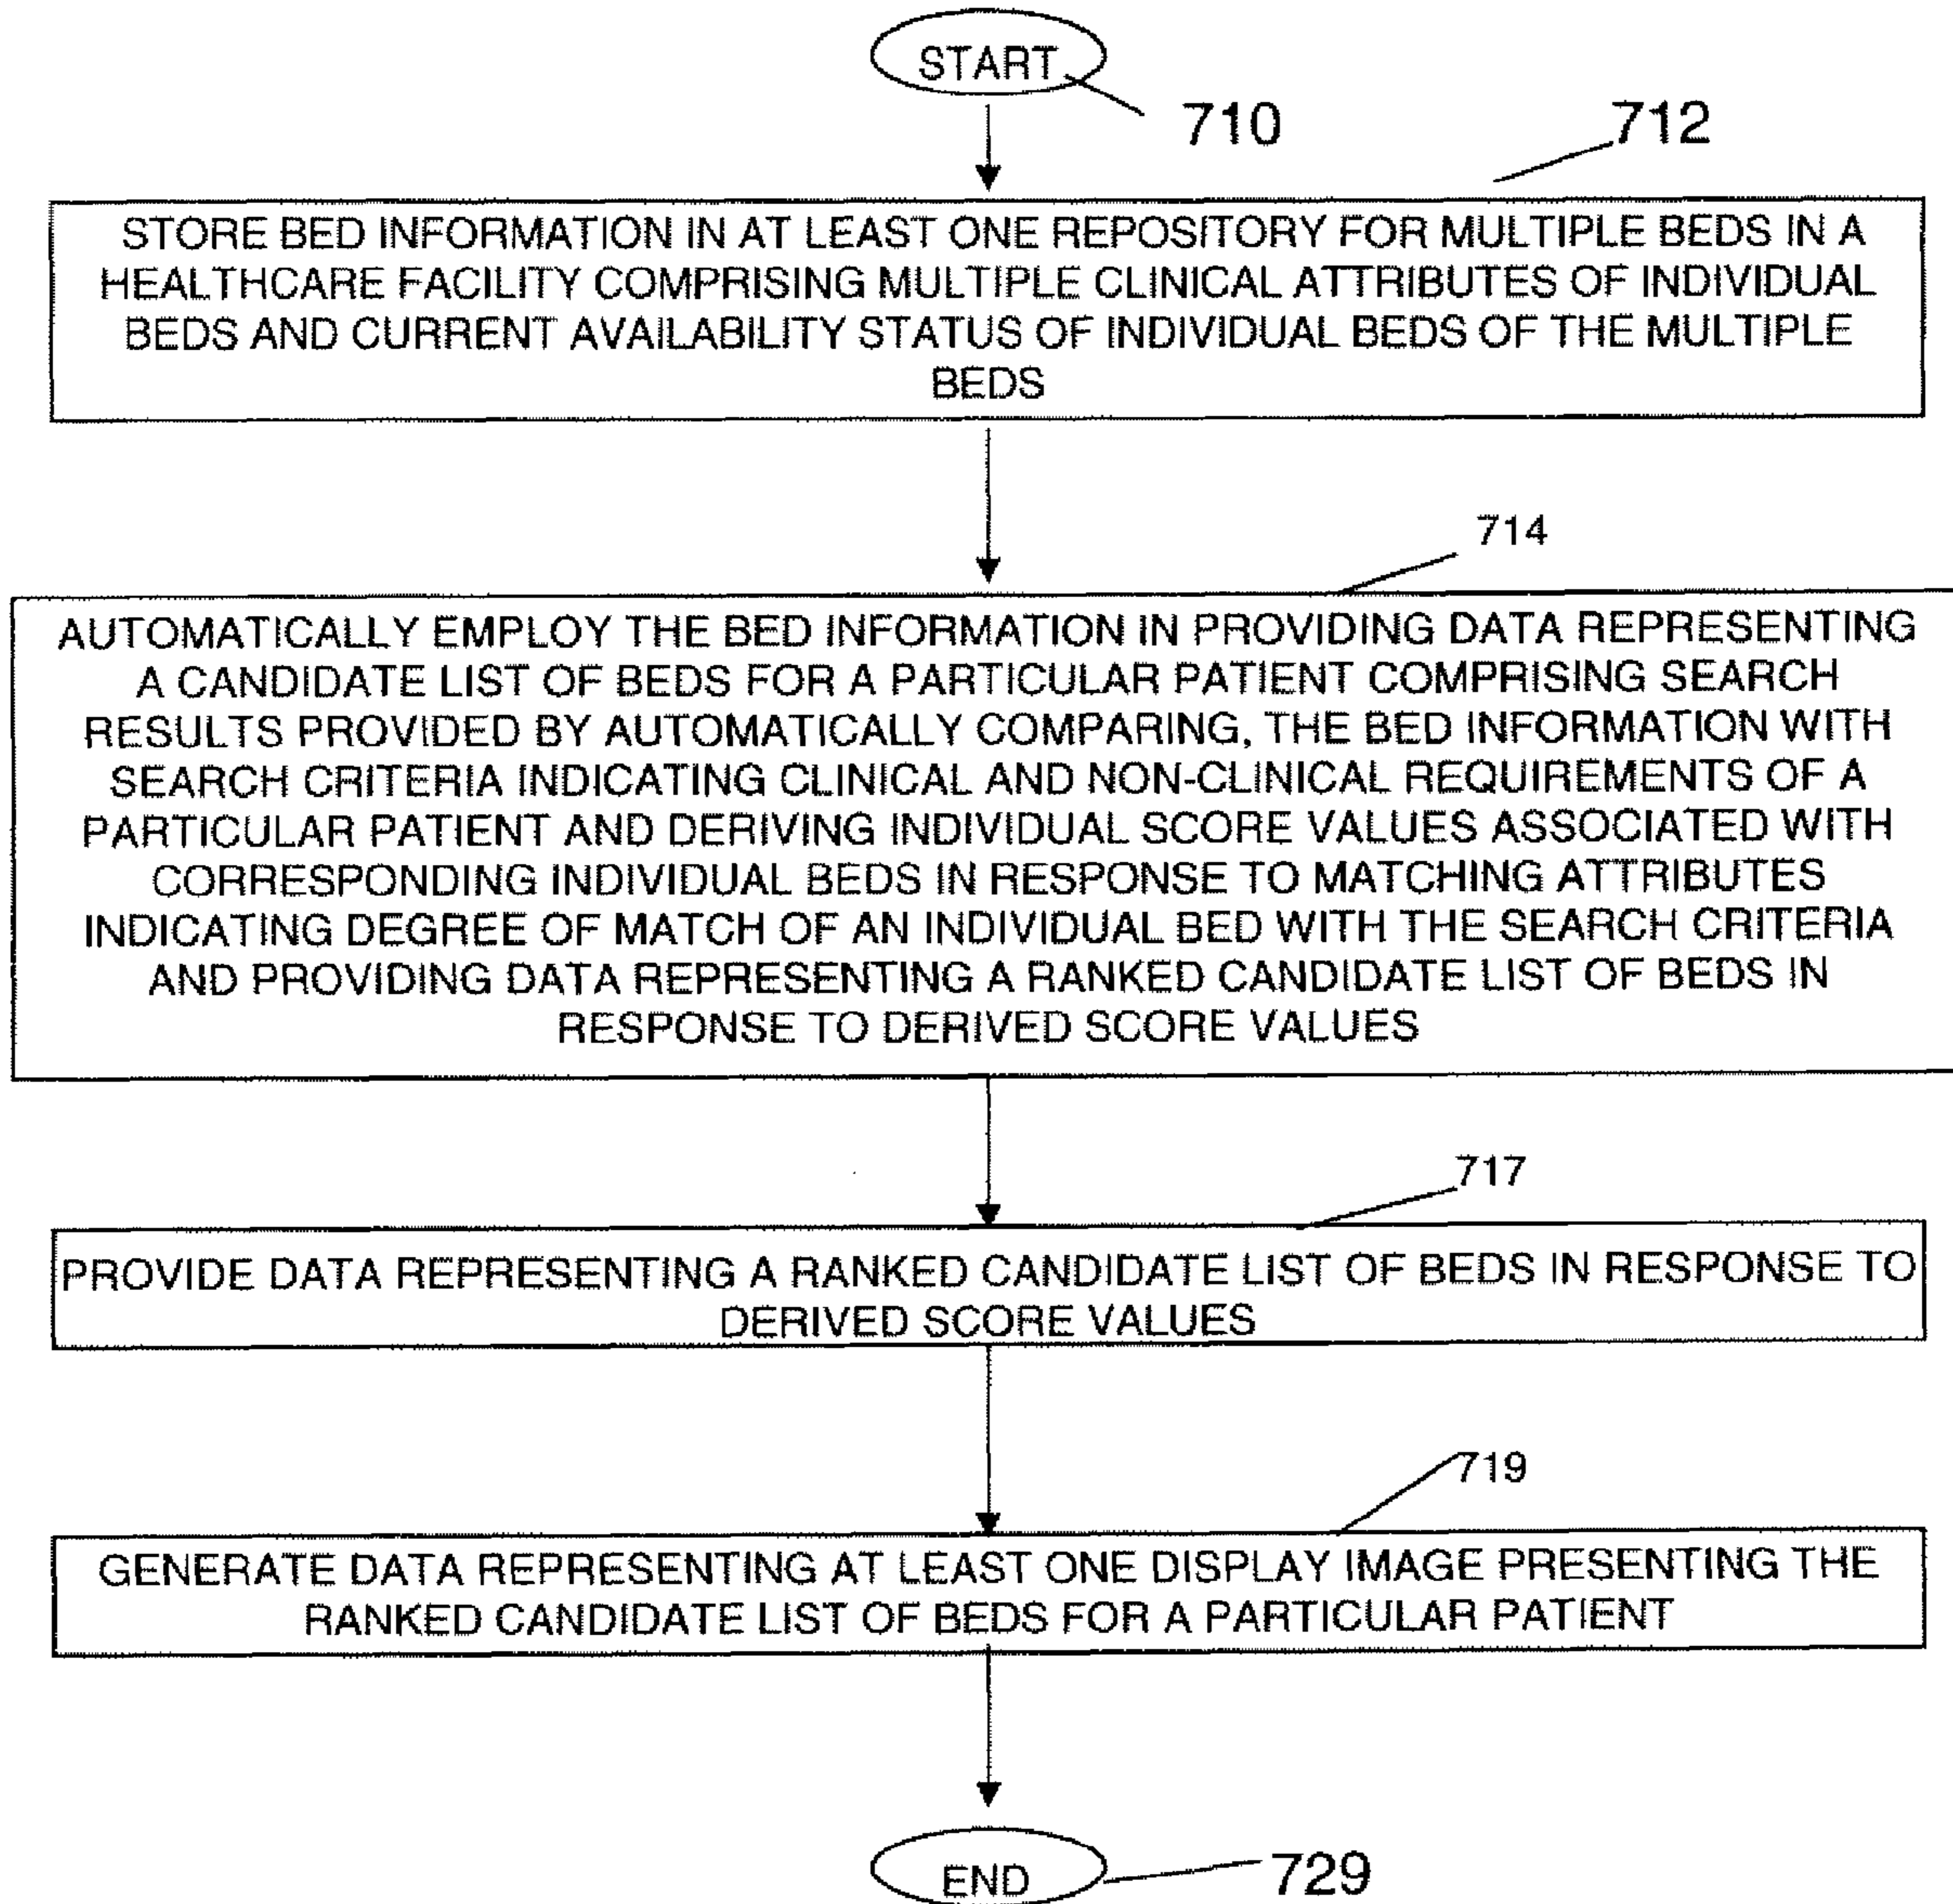 START
710
712
STORE BED INFORMATION IN AT LEAST ONE REPOSITORY FOR MULTIPLE BEDS IN A
HEALTHCARE FACILITY COMPRISING MULTIPLE CLINICAL ATTRIBUTES OF INDIVIDUAL
BEDS AND CURRENT AVAILABILITY STATUS OF INDIVIDUAL BEDS OF THE MULTIPLE
BEDS
714
AUTOMATICALLY EMPLOY THE BED INFORMATION IN PROVIDING DATA REPRESENTING
A CANDIDATE LIST OF BEDS FOR A PARTICULAR PATIENT COMPRISING SEARCH
RESULTS PROVIDED BY AUTOMATICALLY COMPARING, THE BED INFORMATION WITH
SEARCH CRITERIA INDICATING CLINICAL AND NON-CLINICAL REQUIREMENTS OF A
PARTICULAR PATIENT AND DERIVING INDIVIDUAL SCORE VALUES ASSOCIATED WITH
CORRESPONDING INDIVIDUAL BEDS IN RESPONSE TO MATCHING ATTRIBUTES
INDICATING DEGREE OF MATCH OF AN INDIVIDUAL BED WITH THE SEARCH CRITERIA
AND PROVIDING DATA REPRESENTING A RANKED CANDIDATE LIST OF BEDS IN
RESPONSE TO DERIVED SCORE VALUES
717
PROVIDE DATA REPRESENTING A RANKED CANDIDATE LIST OF BEDS IN RESPONSE TO
DERIVED SCORE VALUES
719
GENERATE DATA REPRESENTING AT LEAST ONE DISPLAY IMAGE PRESENTING THE
RANKED CANDIDATE LIST OF BEDS FOR A PARTICULAR PATIENT
END
729